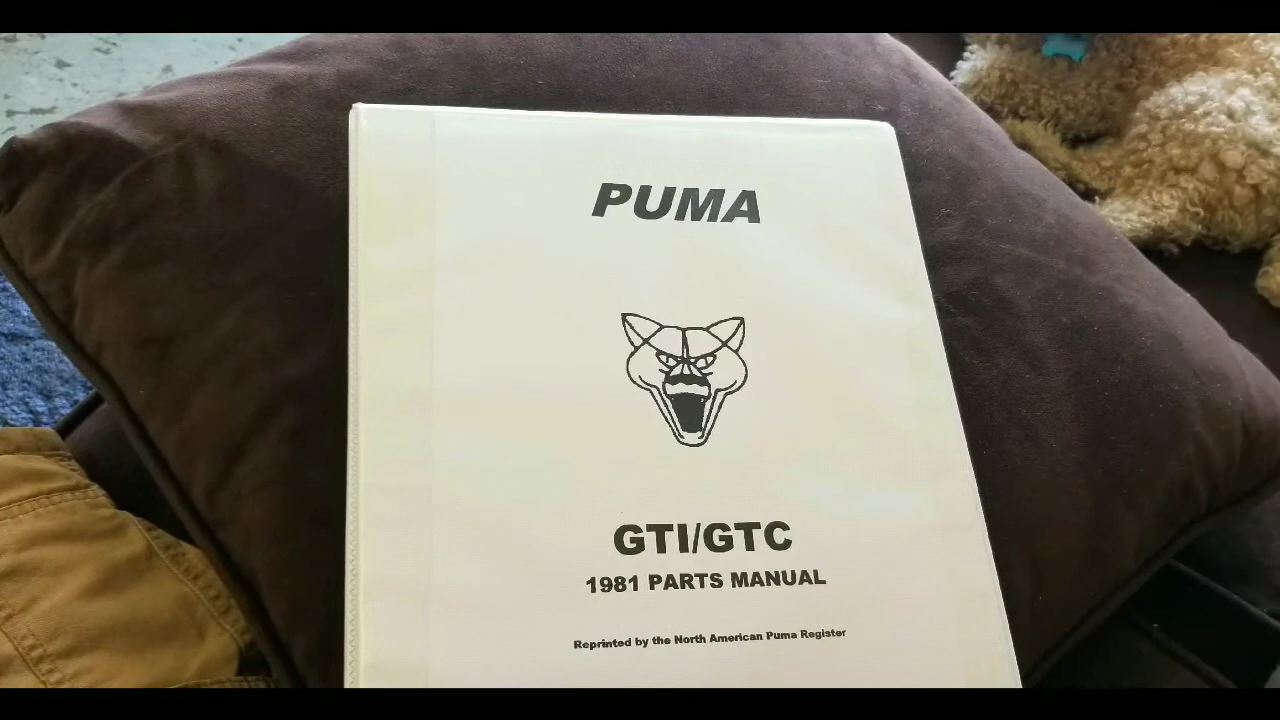 PUMA
GTI/GTC
1981 PARTS MANUAL
Reprinted by the North American Puma Register